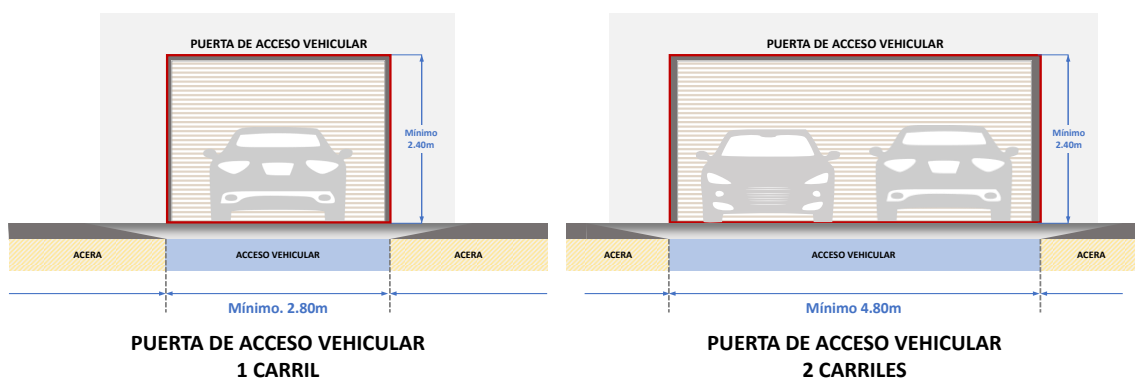 PUERTA DE ACCESO VEHICULAR
Mínimo
2.40m
ACERA
ACCESO VEHICULAR
ACERA
Mínimo. 2.80m
PUERTA DE ACCESO VEHICULAR
1 CARRIL
PUERTA DE ACCESO VEHICULAR
Mínimo
2.40m
ACERA
ACCESO VEHICULAR
ACERA
Mínimo 4.80m
PUERTA DE ACCESO VEHICULAR
2 CARRILES